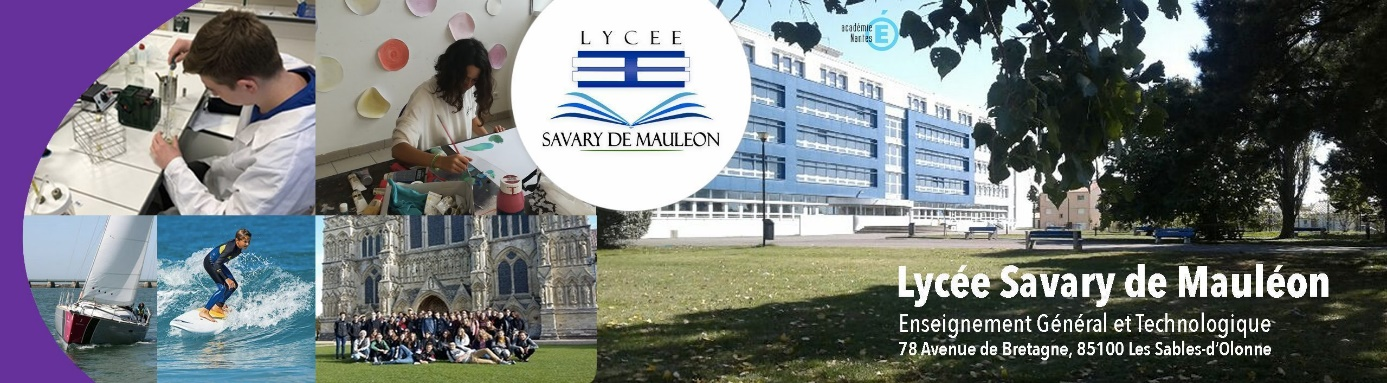 LYCEE
SAVARY DE MAULEON
académie
Nantes
Lycée Savary de Mauléon
Enseignement Général et Technologique
78 Avenue de Bretagne, 85100 Les Sables-d'Olonne